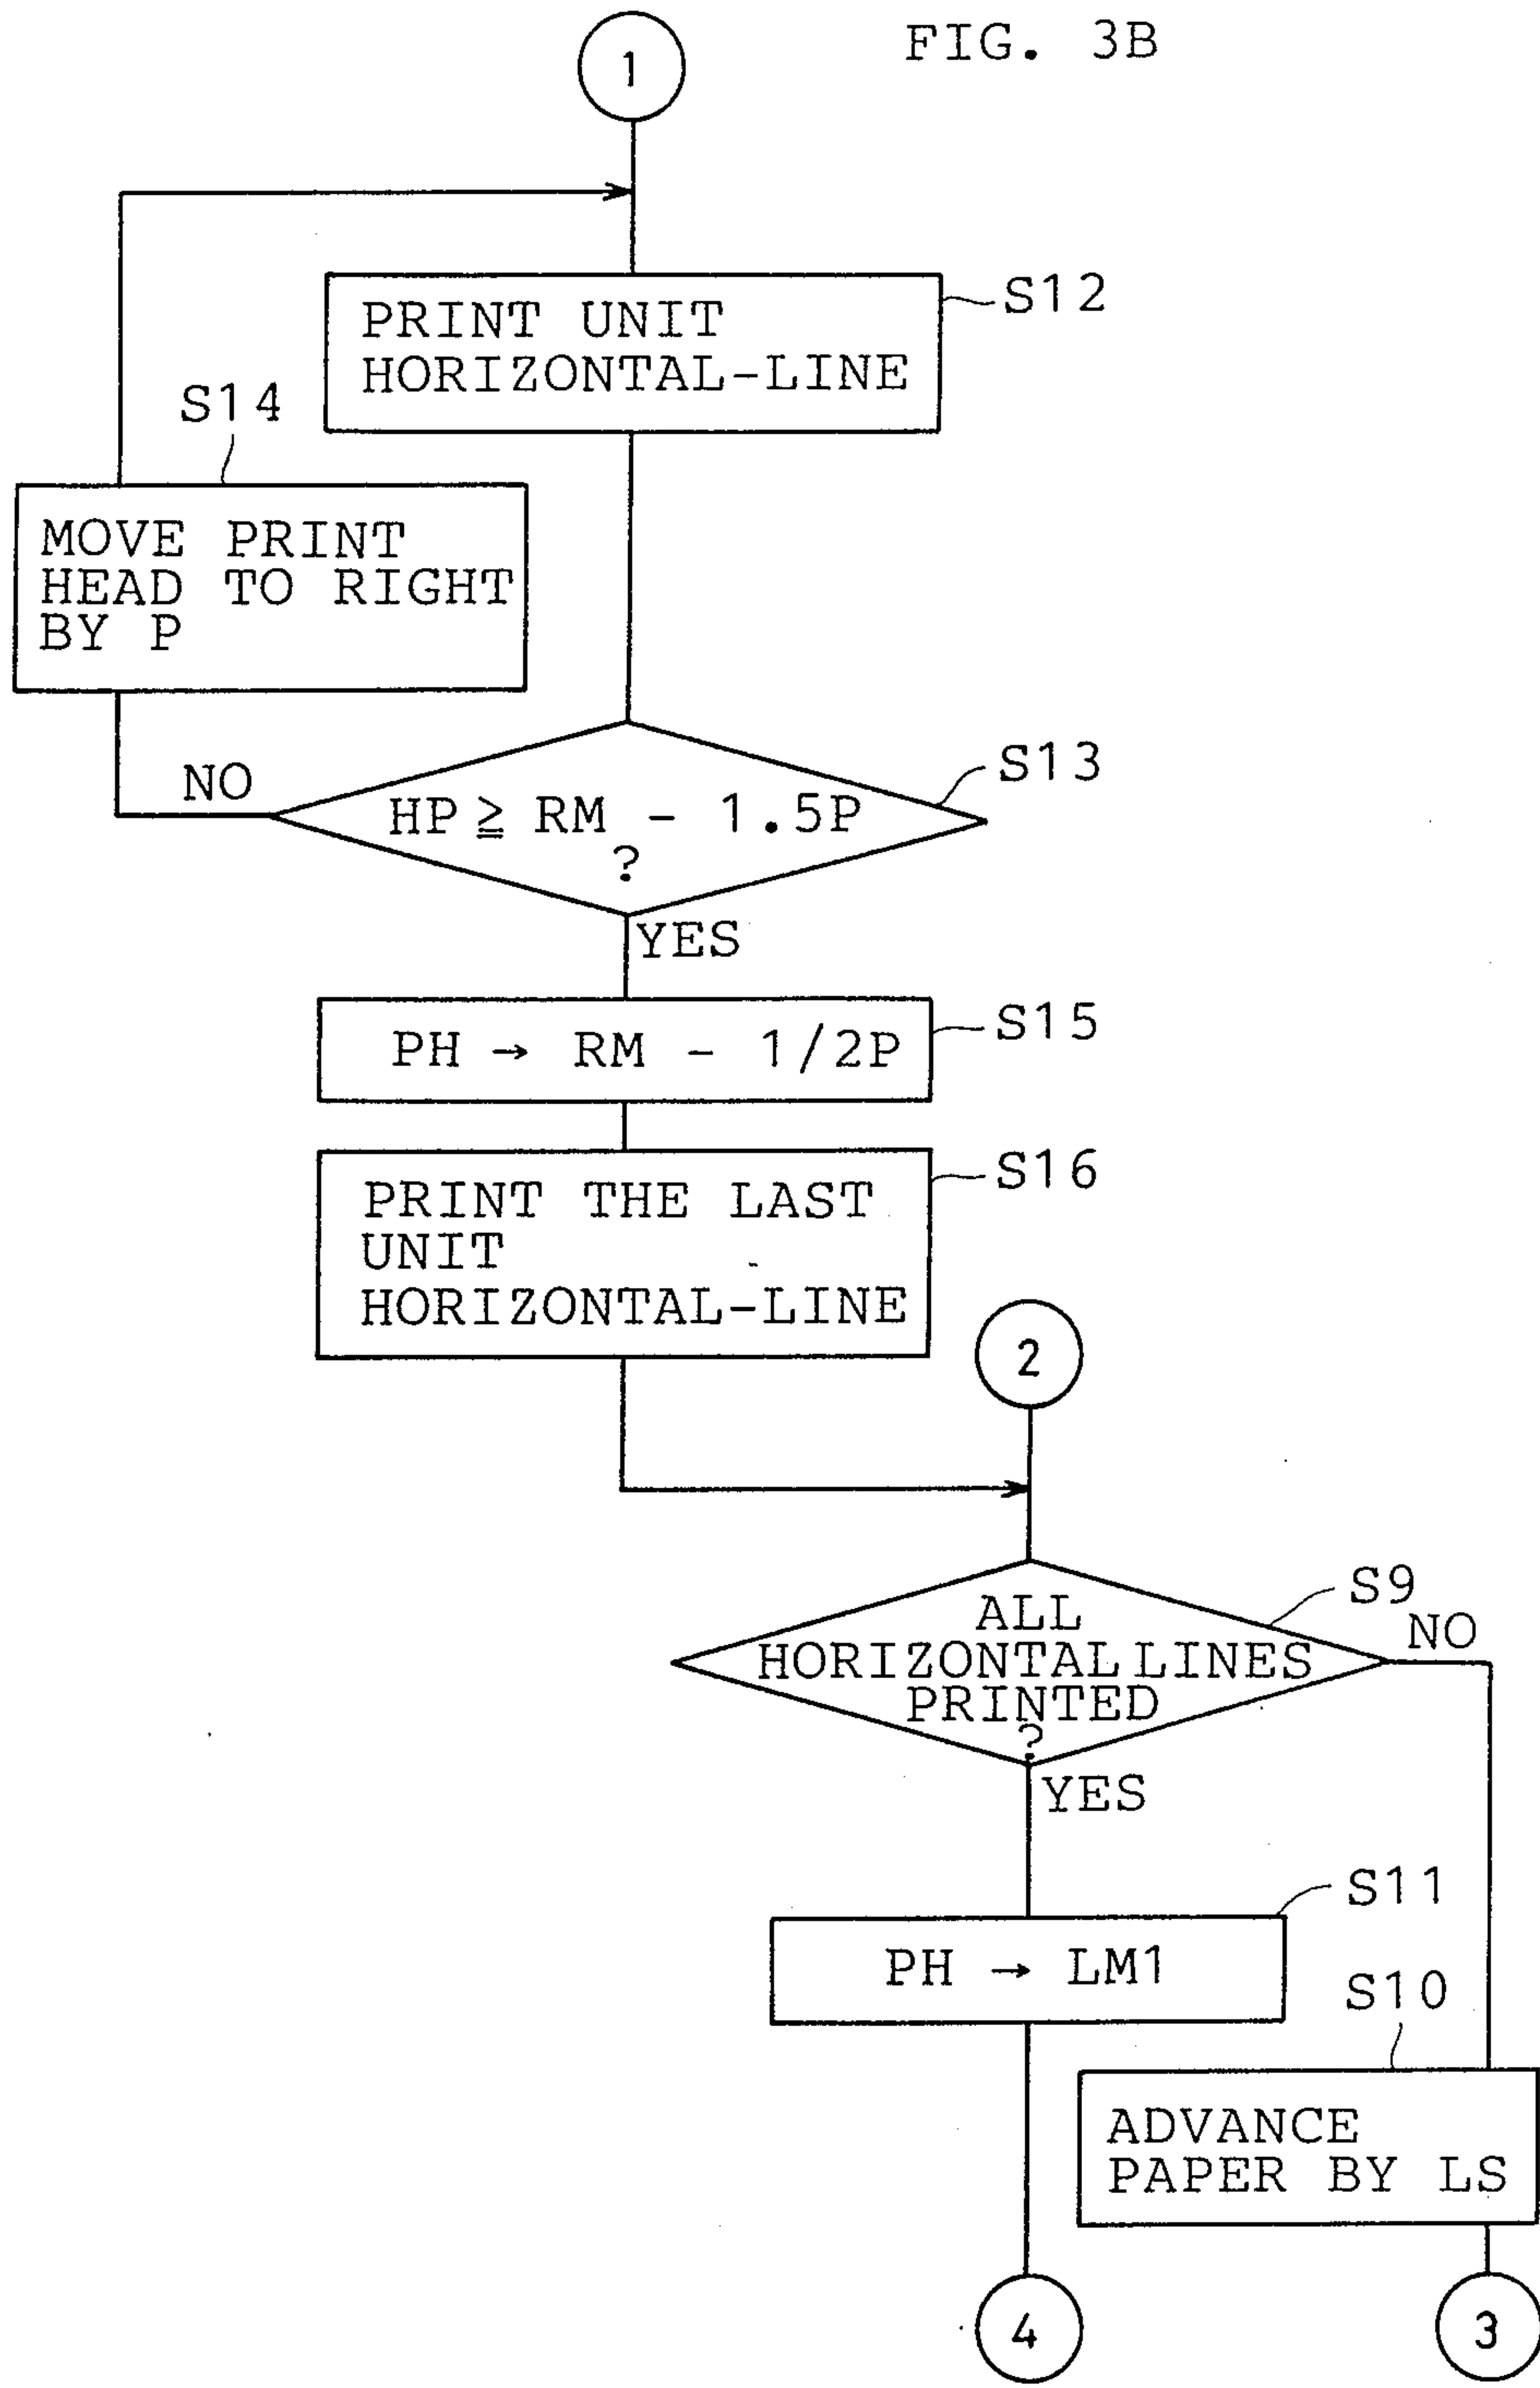 FIG. 3B
1
S12
PRINT UNIT
HORIZONTAL-LINE
S14
MOVE PRINT
HEAD TO RIGHT
BY P
S13
NO
HP ≧ RM - 1.5P
?
YES
S15
PH → RM - 1/2P
S16
PRINT THE LAST
UNIT
HORIZONTAL-LINE
2
S9
ALL
HORIZONTAL LINES
PRINTED
?
NO
YES
S11
PH → LM1
S10
ADVANCE
PAPER BY LS
4
3